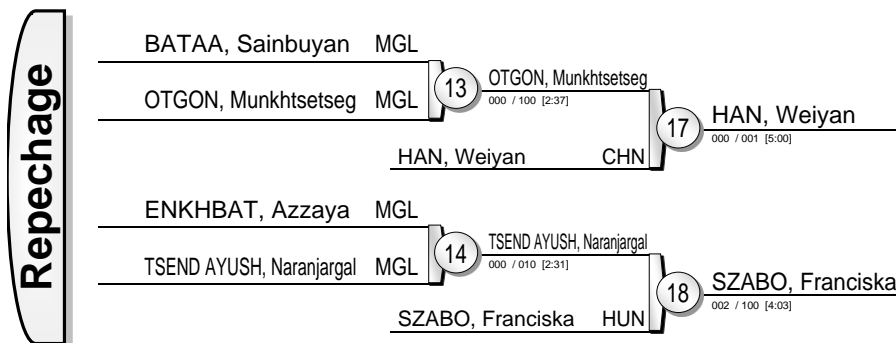 Repechage
BATAA, Sainbuyan MGL
OTGON, Munkhtsetseg MGL
13
OTGON, Munkhtsetseg
000 / 100 [2:37]
HAN, Weiyan CHN
17
HAN, Weiyan
000 / 001 [5:00]
ENKHBAT, Azzaya MGL
TSEND AYUSH, Naranjargal MGL
14
TSEND AYUSH, Naranjargal
000 / 010 [2:31]
SZABO, Franciska HUN
18
SZABO, Franciska
002 / 100 [4:03]